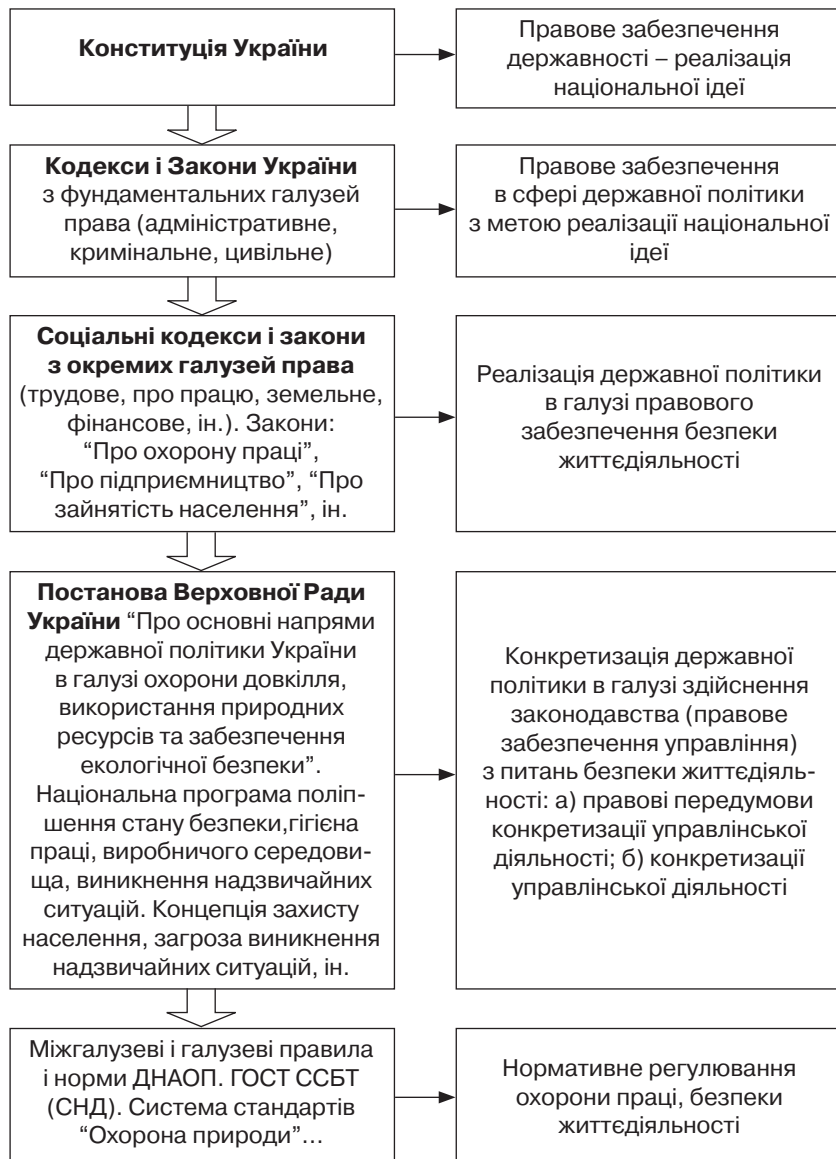 Конституція України
Правове забезпечення
державності – реалізація
національної ідеї
Кодекси і Закони України
з фундаментальних галузей
права (адміністративне,
кримінальне, цивільне)
Правове забезпечення
в сфері державної політики
з метою реалізації національної
ідеї
Соціальні кодекси і закони
з окремих галузей права
(трудове, про працю, земельне,
фінансове, ін.). Закони:
“Про охорону праці”,
“Про підприємництво”, “Про
зайнятість населення”, ін.
Реалізація державної політики
в галузі правового
забезпечення безпеки
життєдіяльності
Постанова Верховної Ради
України “Про основні напрями
державної політики України
в галузі охорони довкілля,
використання природних
ресурсів та забезпечення
екологічної безпеки”.
Національна програма поліп-
шення стану безпеки,гігієна
праці, виробничого середови-
ща, виникнення надзвичайних
ситуацій. Концепція захисту
населення, загроза виникнення
надзвичайних ситуацій, ін.
Конкретизація державної
політики в галузі здійснення
законодавства (правове
забезпечення управління)
з питань безпеки життєдіяль-
ності: а) правові передумови
конкретизації управлінської
діяльності; б) конкретизації
управлінської діяльності
Міжгалузеві і галузеві правила
і норми ДНАОП. ГОСТ ССБТ
(СНД). Система стандартів
“Охорона природи”…
Нормативне регулювання
охорони праці, безпеки
життєдіяльності